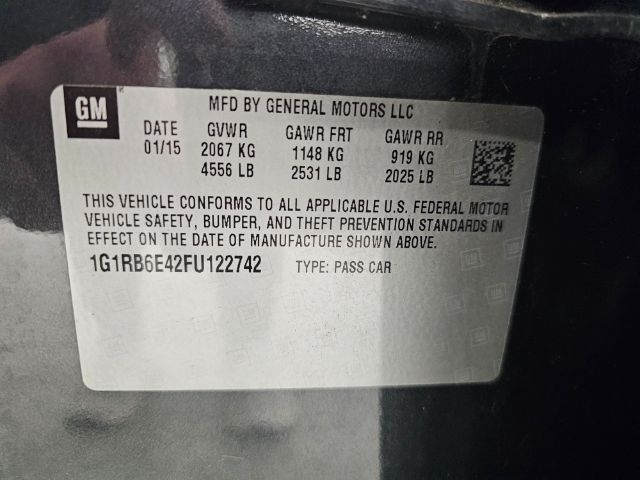 GM
MFD BY GENERAL MOTORS LLC
DATE GVWR GAWR FRT GAWR RR
01/15 2067 KG 1148 KG 919 KG
4556 LB 2531 LB 2025 LB
THIS VEHICLE CONFORMS TO ALL APPLICABLE U.S. FEDERAL MOTOR
VEHICLE SAFETY, BUMPER, AND THEFT PREVENTION STANDARDS IN
EFFECT ON THE DATE OF MANUFACTURE SHOWN ABOVE.
1G1RB6E42FU122742 TYPE: PASS CAR